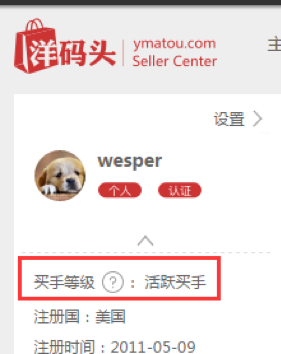 洋码头
ymatou.com
Seller Center
主
设置
wesper
个人 认证
买手等级 ? : 活跃买手
注册国：美国
注册时间：2011-05-09